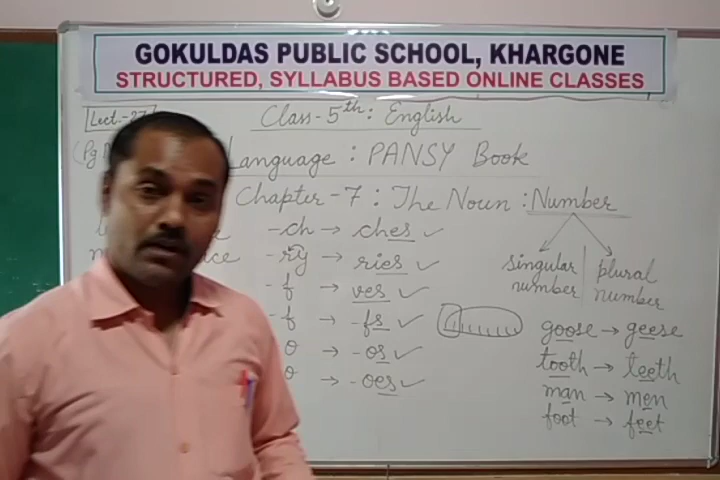 GOKULDAS PUBLIC SCHOOL, KHARGONE
STRUCTURED, SYLLABUS BASED ONLINE CLASSES
Lect.-27
Class-5th : English
Language : PANSY Book
Chapter-7 : The Noun : Number
-ch → ches ✓
-ry → ries ✓
-f → ves ✓
-f → -fs ✓
o → -os ✓
o → -oes ✓
singular number
plural number
goose → geese
tooth → teeth
man → men
foot → feet